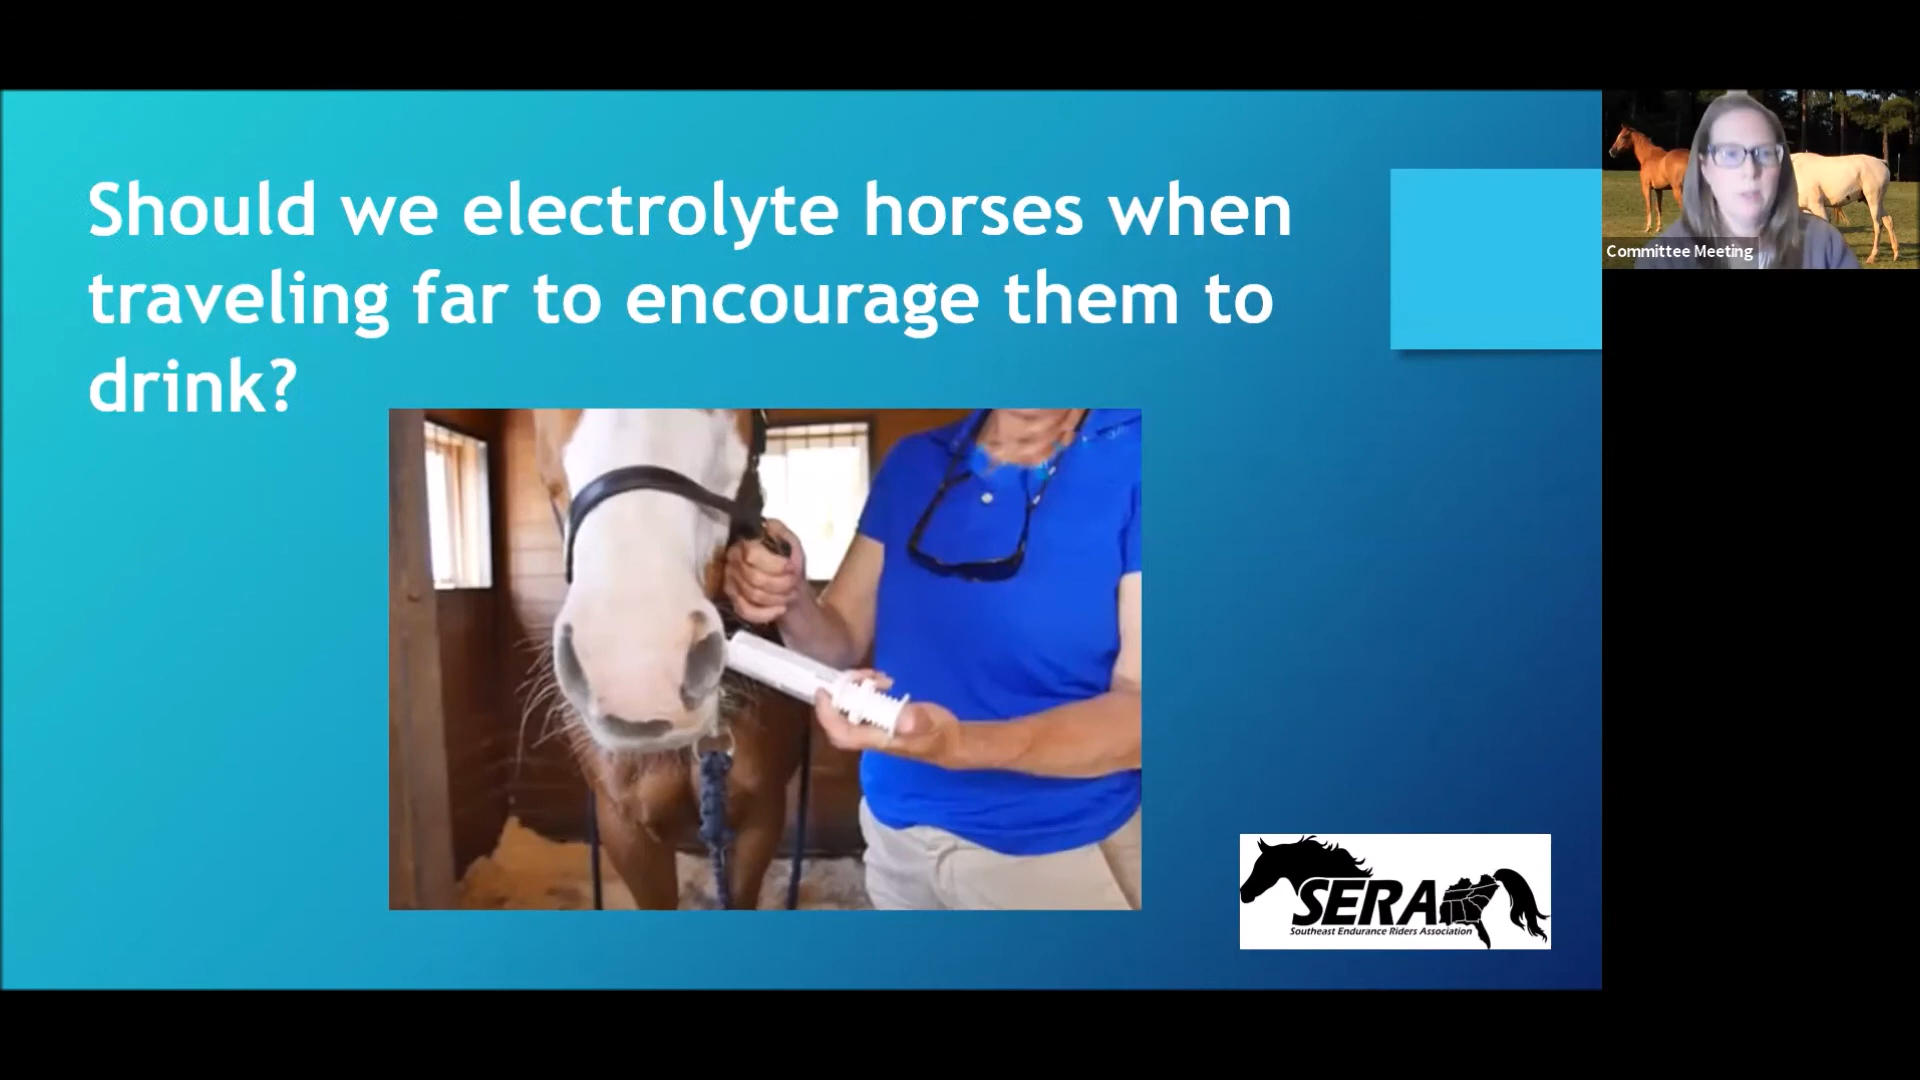 Should we electrolyte horses when
traveling far to encourage them to
drink?
Committee Meeting
SERA
Southeast Endurance Riders Association